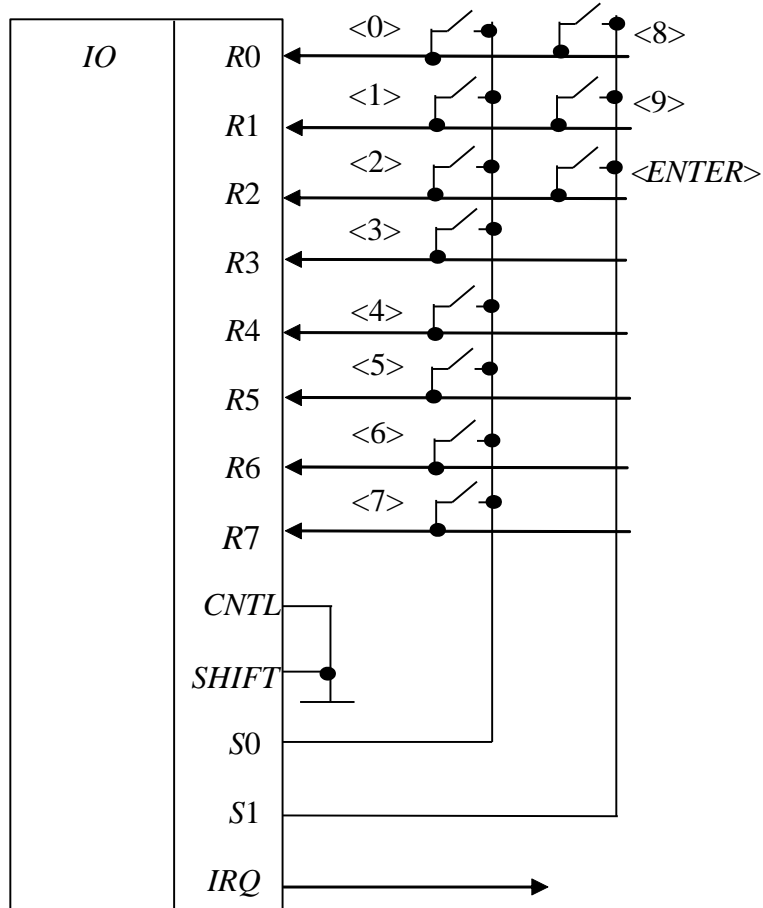 IO R0 <0> <8>
R1 <1> <9>
R2 <2> <ENTER>
R3 <3>
R4 <4>
R5 <5>
R6 <6>
R7 <7>
CNTL
SHIFT
S0
S1
IRQ